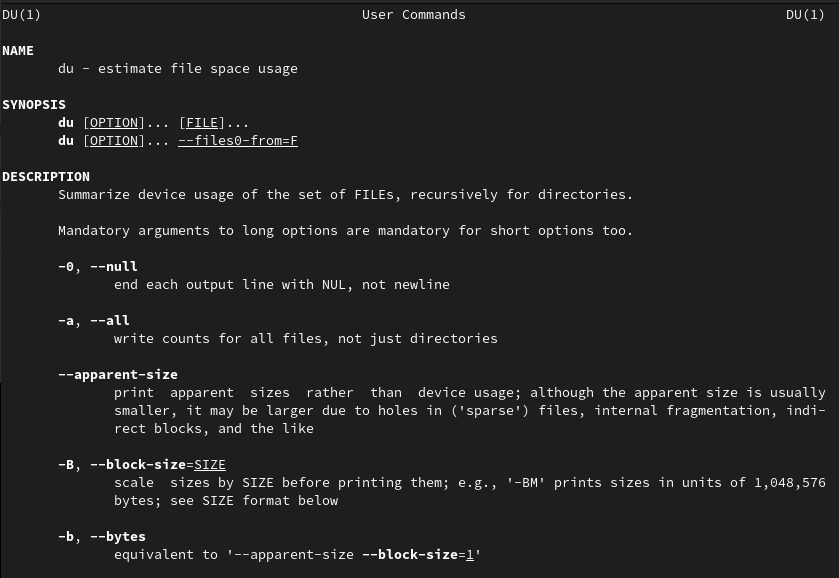 DU(1) User Commands DU(1)
NAME
du - estimate file space usage
SYNOPSIS
du [OPTION]... [FILE]...
du [OPTION]... --files0-from=F
DESCRIPTION
Summarize device usage of the set of FILEs, recursively for directories.
Mandatory arguments to long options are mandatory for short options too.
-0, --null
end each output line with NUL, not newline
-a, --all
write counts for all files, not just directories
--apparent-size
print apparent sizes rather than device usage; although the apparent size is usually
smaller, it may be larger due to holes in ('sparse') files, internal fragmentation, indi-
rect blocks, and the like
-B, --block-size=SIZE
scale sizes by SIZE before printing them; e.g., '-BM' prints sizes in units of 1,048,576
bytes; see SIZE format below
-b, --bytes
equivalent to '--apparent-size --block-size=1'